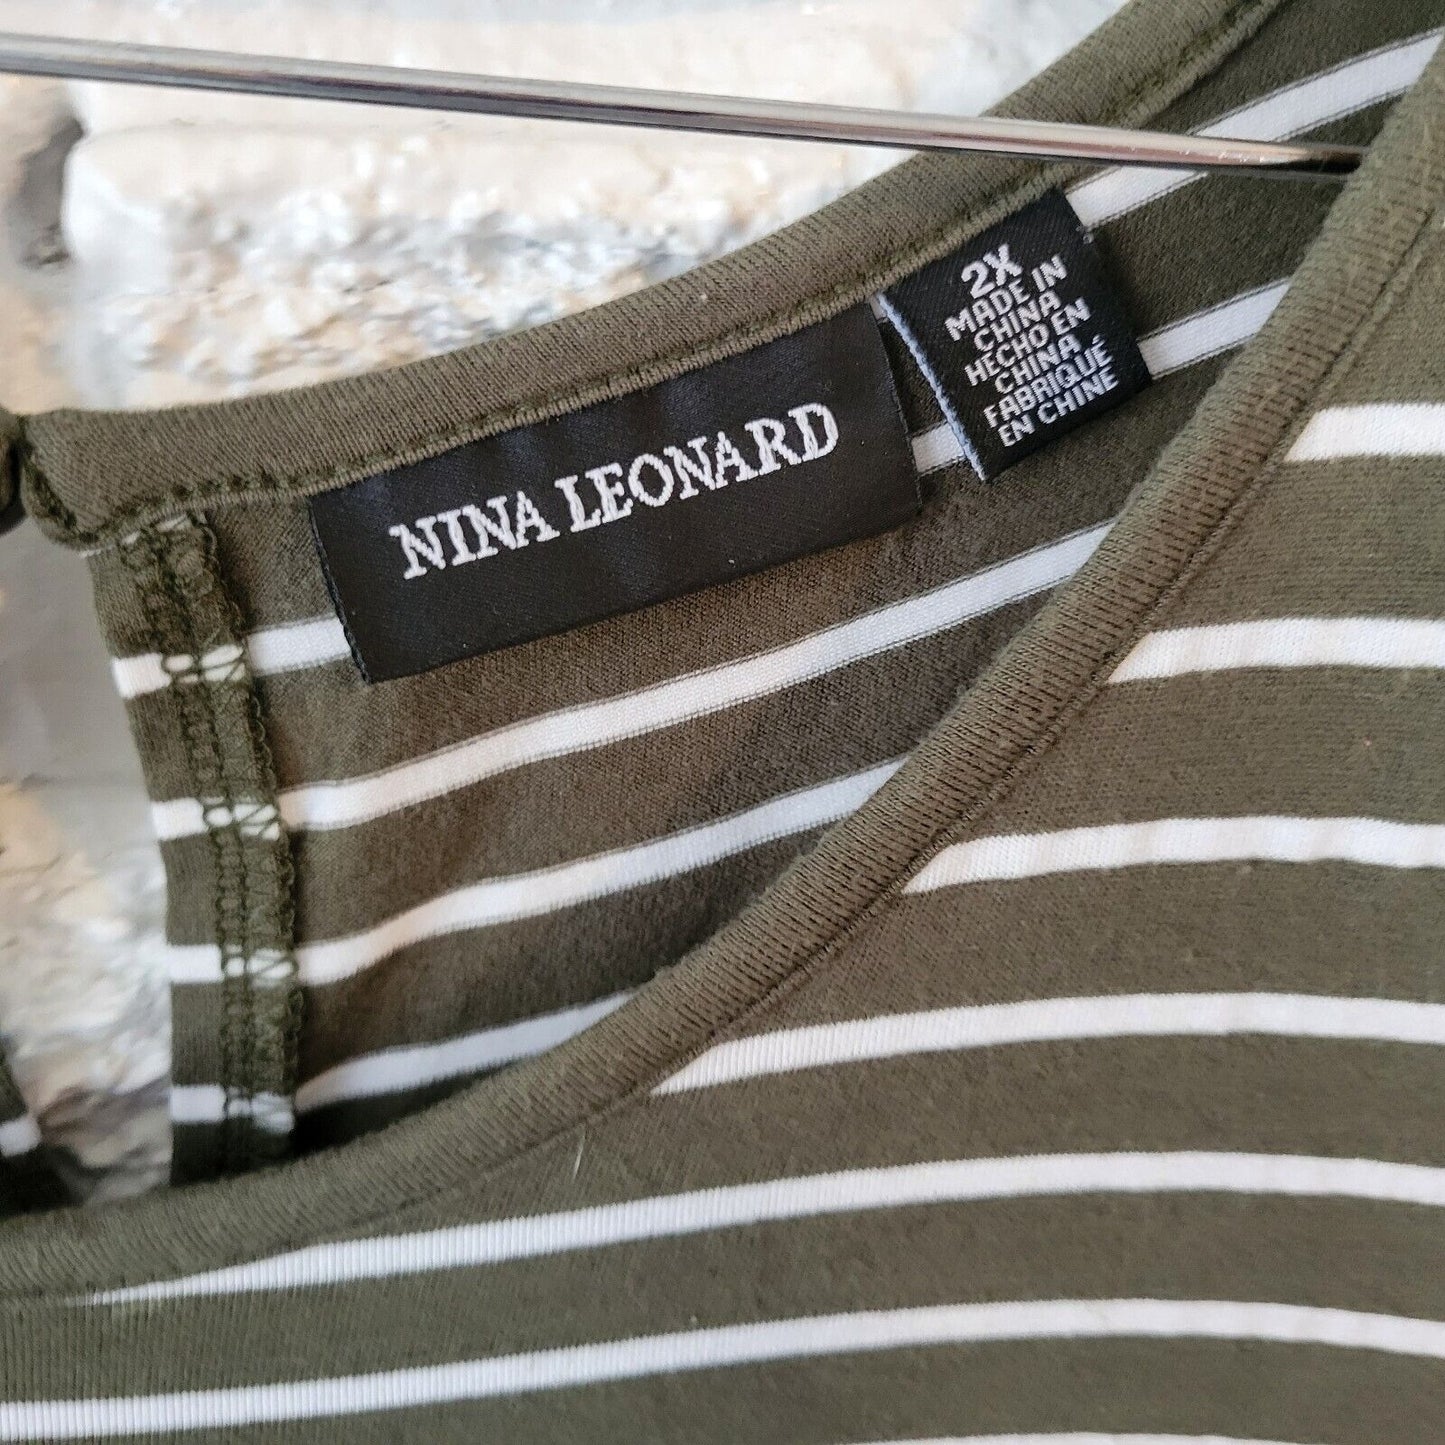 NINA LEONARD
2X
MADE IN
CHINA
HECHO EN
CHINA
FABRIQUÉ
EN CHINE